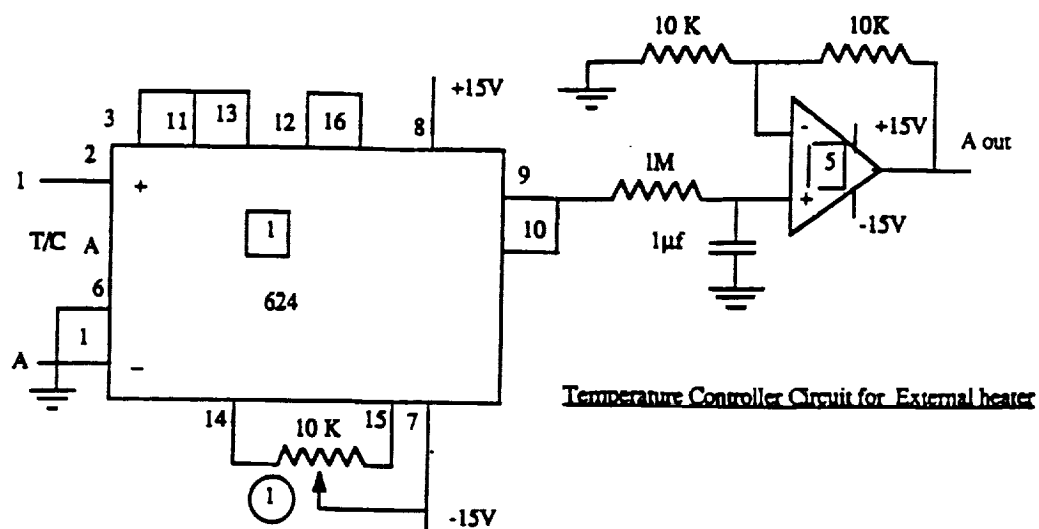 10 K
10K
+15V
3
11
13
12
16
8
2
1
+
9
1M
-
5
+15V
A out
+
-15V
T/C
A
1
10
1µf
6
624
1
A
−
Temperature Controller Circuit for External heater
14
10 K
15
7
1
-15V